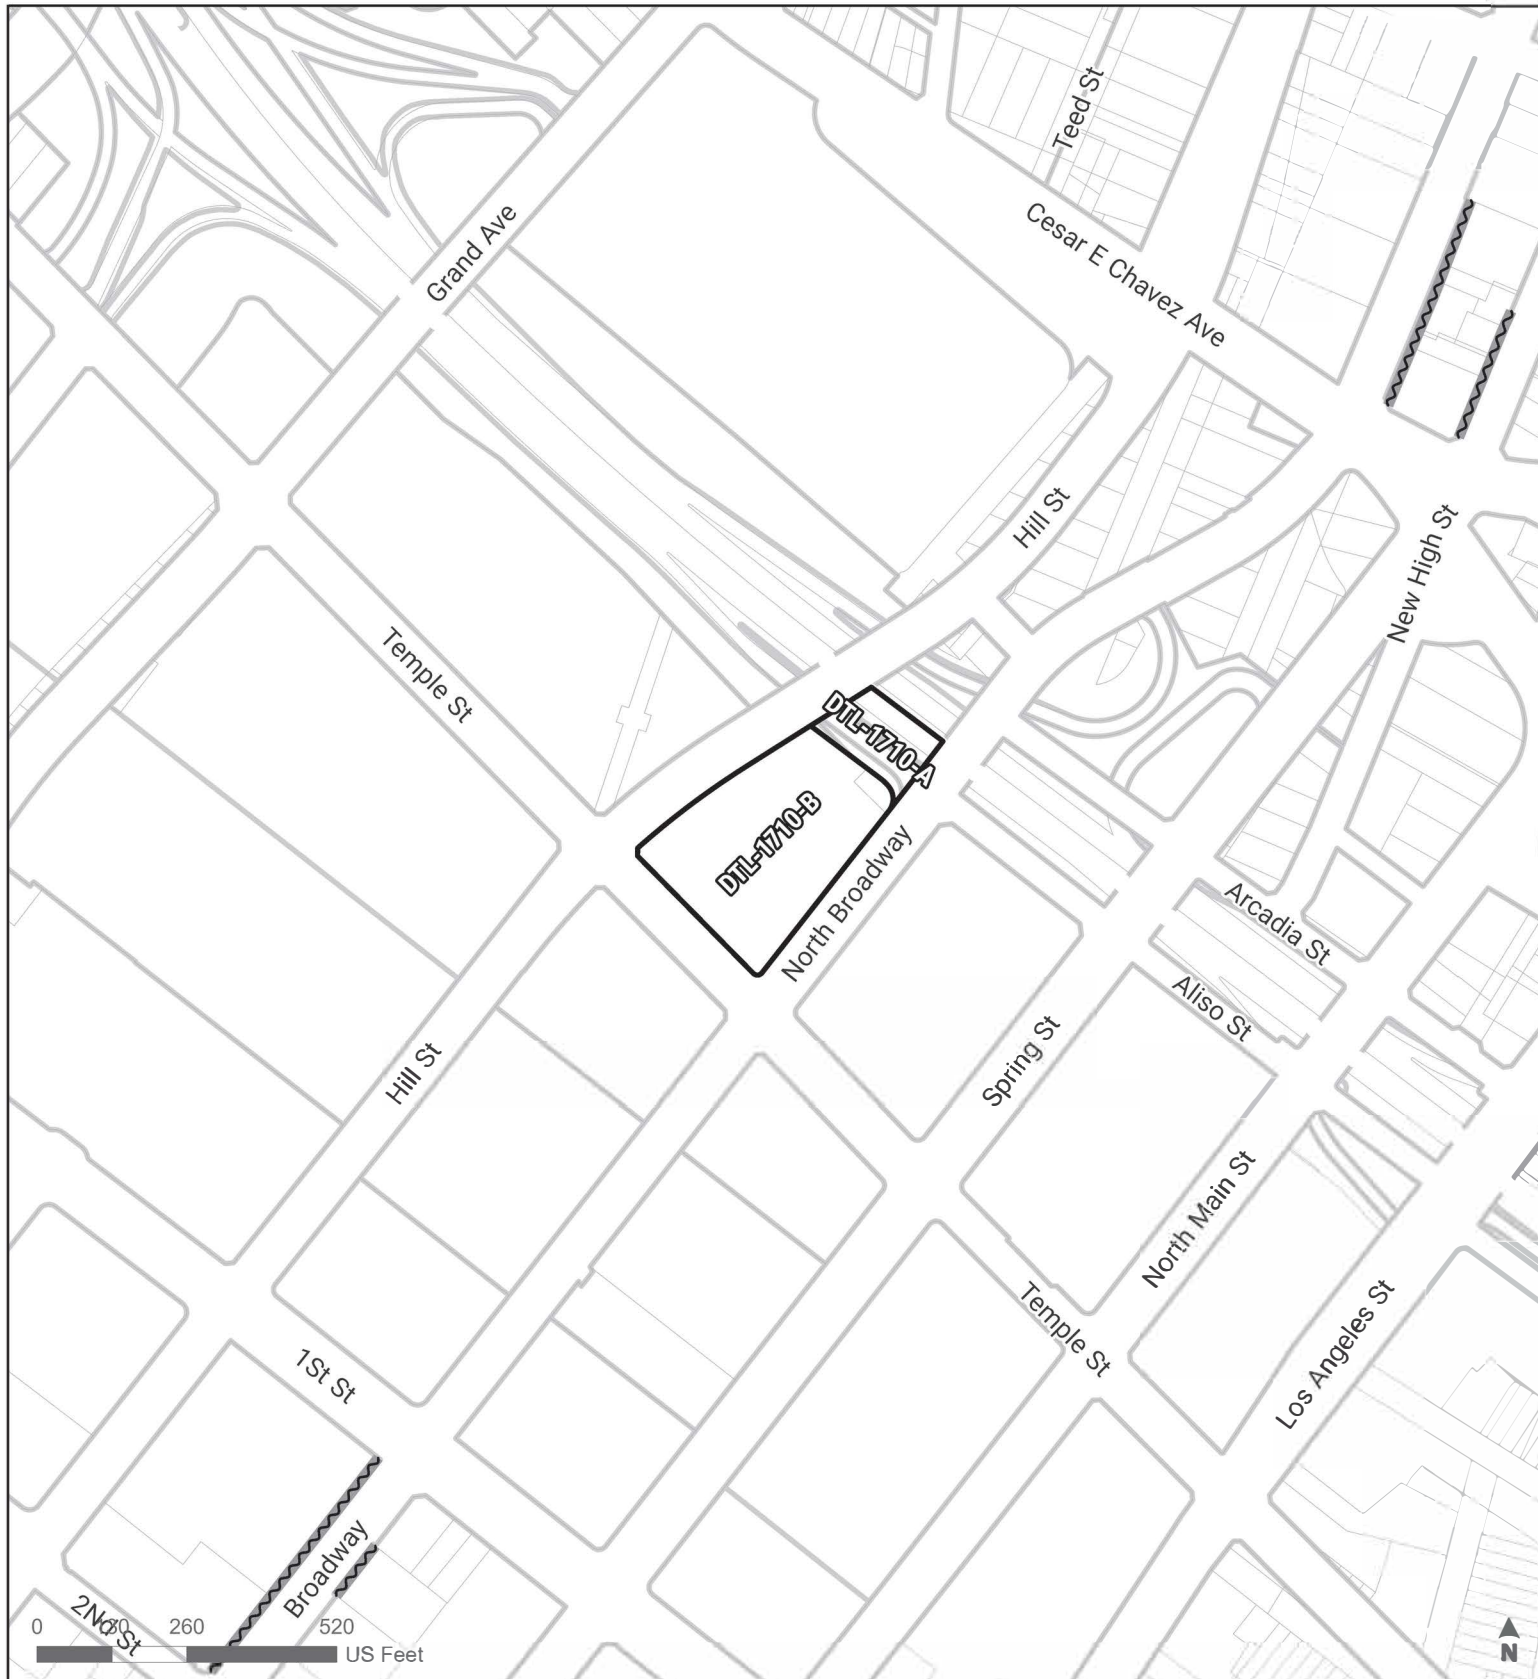 Teed St
Cesar E Chavez Ave
Grand Ave
Hill St
New High St
Temple St
DTL-1710-A
DTL-1710-B
North Broadway
Arcadia St
Aliso St
Spring St
Hill St
North Main St
Temple St
Los Angeles St
1St St
Broadway
2Nd St
0 260 520
US Feet
N